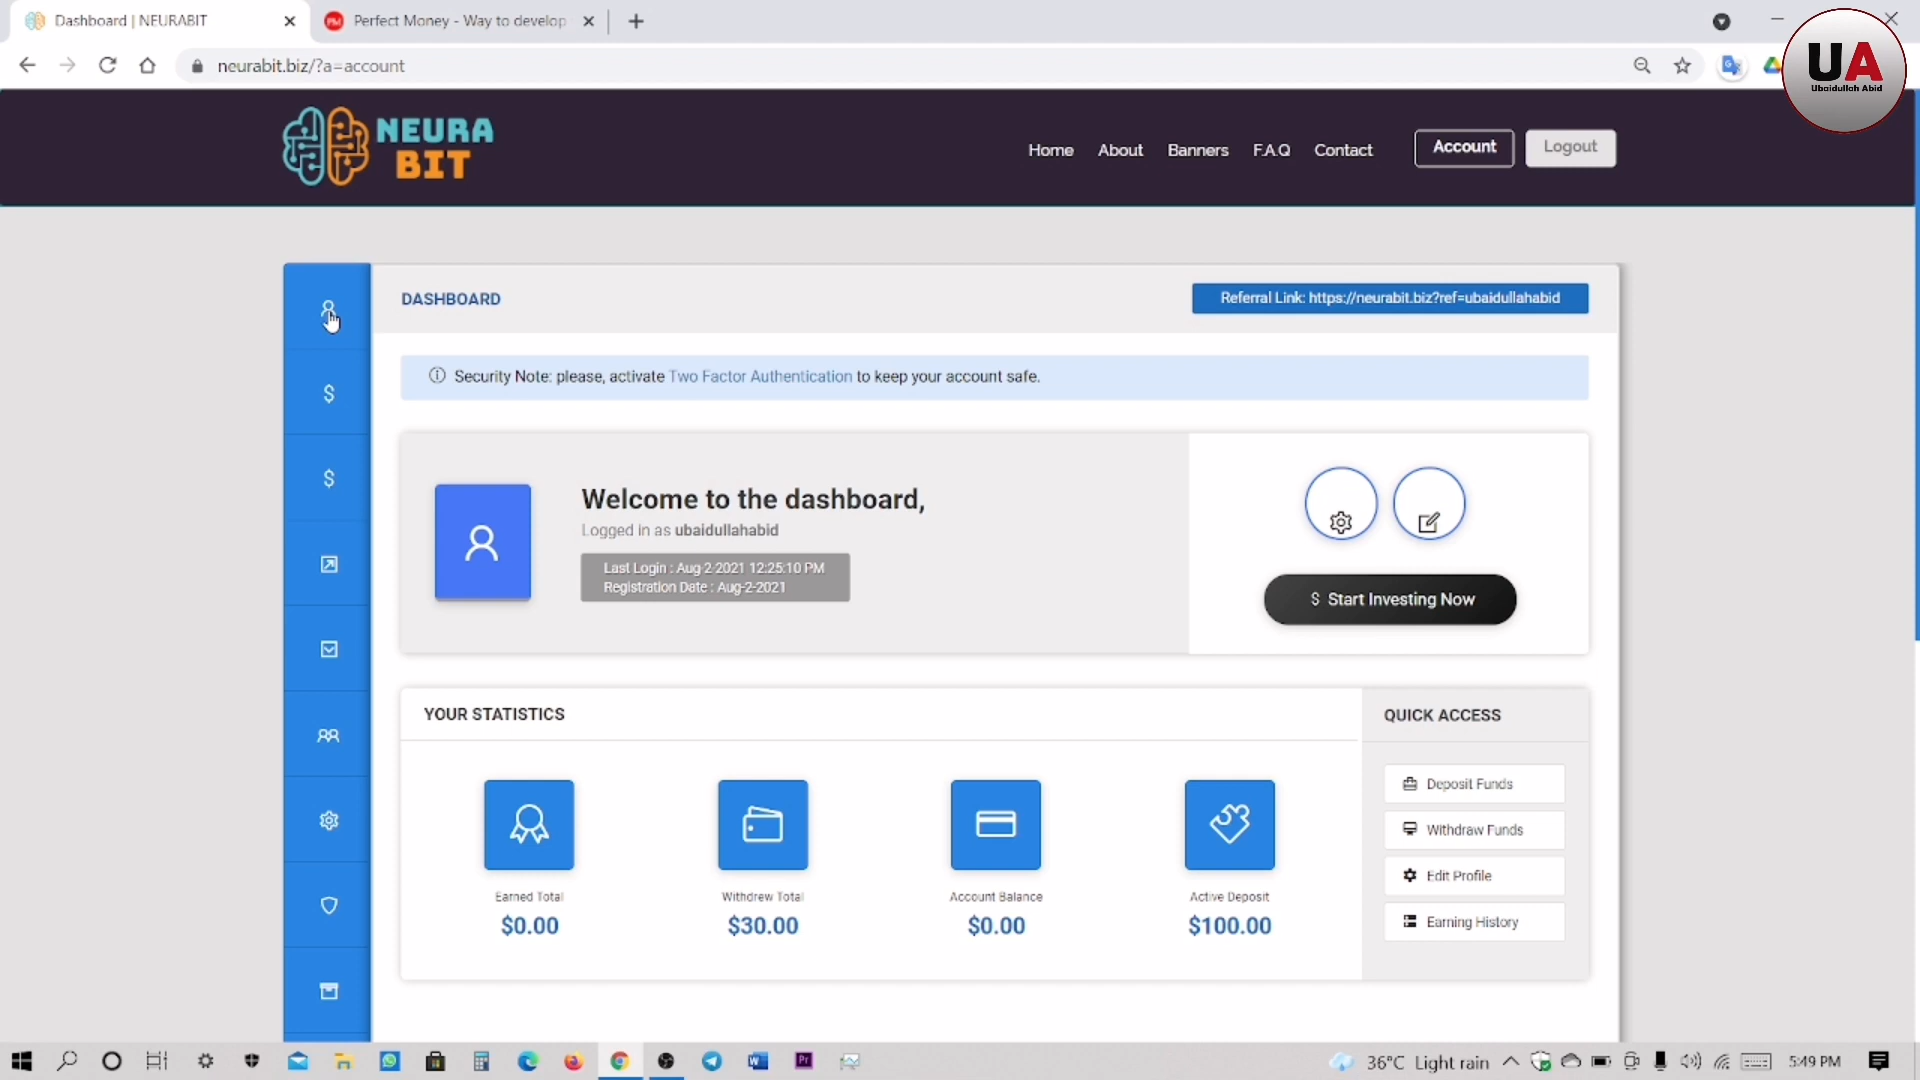 Dashboard | NEURABIT
Perfect Money - Way to develop
neurabit.biz/?a=account
UA
Ubaidullah Abid
NEURA
BIT
Home About Banners F.A.Q Contact Account Logout
DASHBOARD
Referral Link: https://neurabit.biz?ref=ubaidullahabid
Security Note: please, activate Two Factor Authentication to keep your account safe.
Welcome to the dashboard,
Logged in as ubaidullahabid
Last Login : Aug-2-2021 12:25:10 PM
Registration Date : Aug-2-2021
$ Start Investing Now
YOUR STATISTICS
Earned Total
$0.00
Withdrew Total
$30.00
Account Balance
$0.00
Active Deposit
$100.00
QUICK ACCESS
Deposit Funds
Withdraw Funds
Edit Profile
Earning History
36°C Light rain
5:49 PM